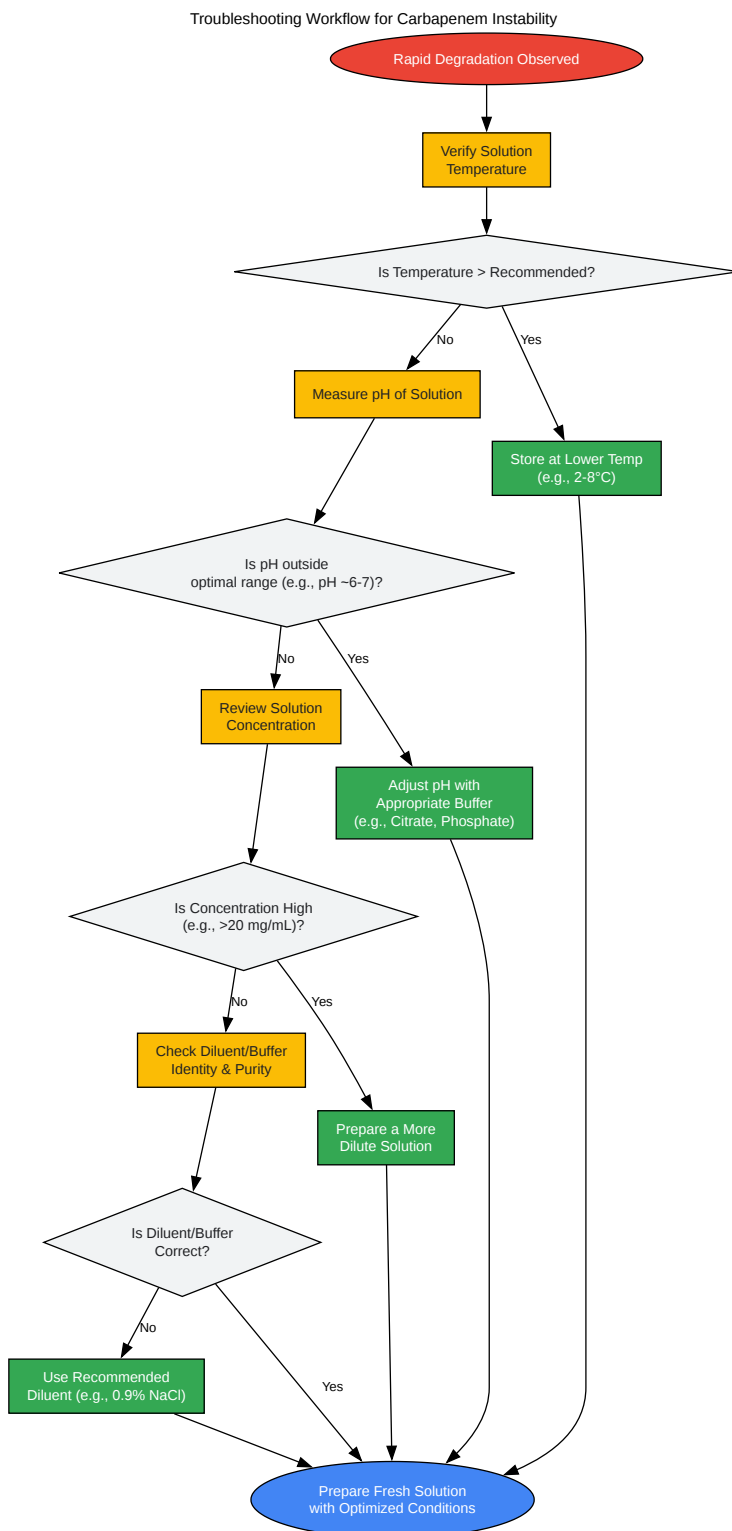 Troubleshooting Workflow for Carbapenem Instability
Rapid Degradation Observed
Verify Solution
Temperature
Is Temperature > Recommended?
No
Yes
Measure pH of Solution
Store at Lower Temp
(e.g., 2-8°C)
Is pH outside
optimal range (e.g., pH ~6-7)?
No
Yes
Review Solution
Concentration
Adjust pH with
Appropriate Buffer
(e.g., Citrate, Phosphate)
Is Concentration High
(e.g., >20 mg/mL)?
No
Yes
Check Diluent/Buffer
Identity & Purity
Prepare a More
Dilute Solution
Is Diluent/Buffer
Correct?
No
Yes
Use Recommended
Diluent (e.g., 0.9% NaCl)
Prepare Fresh Solution
with Optimized Conditions